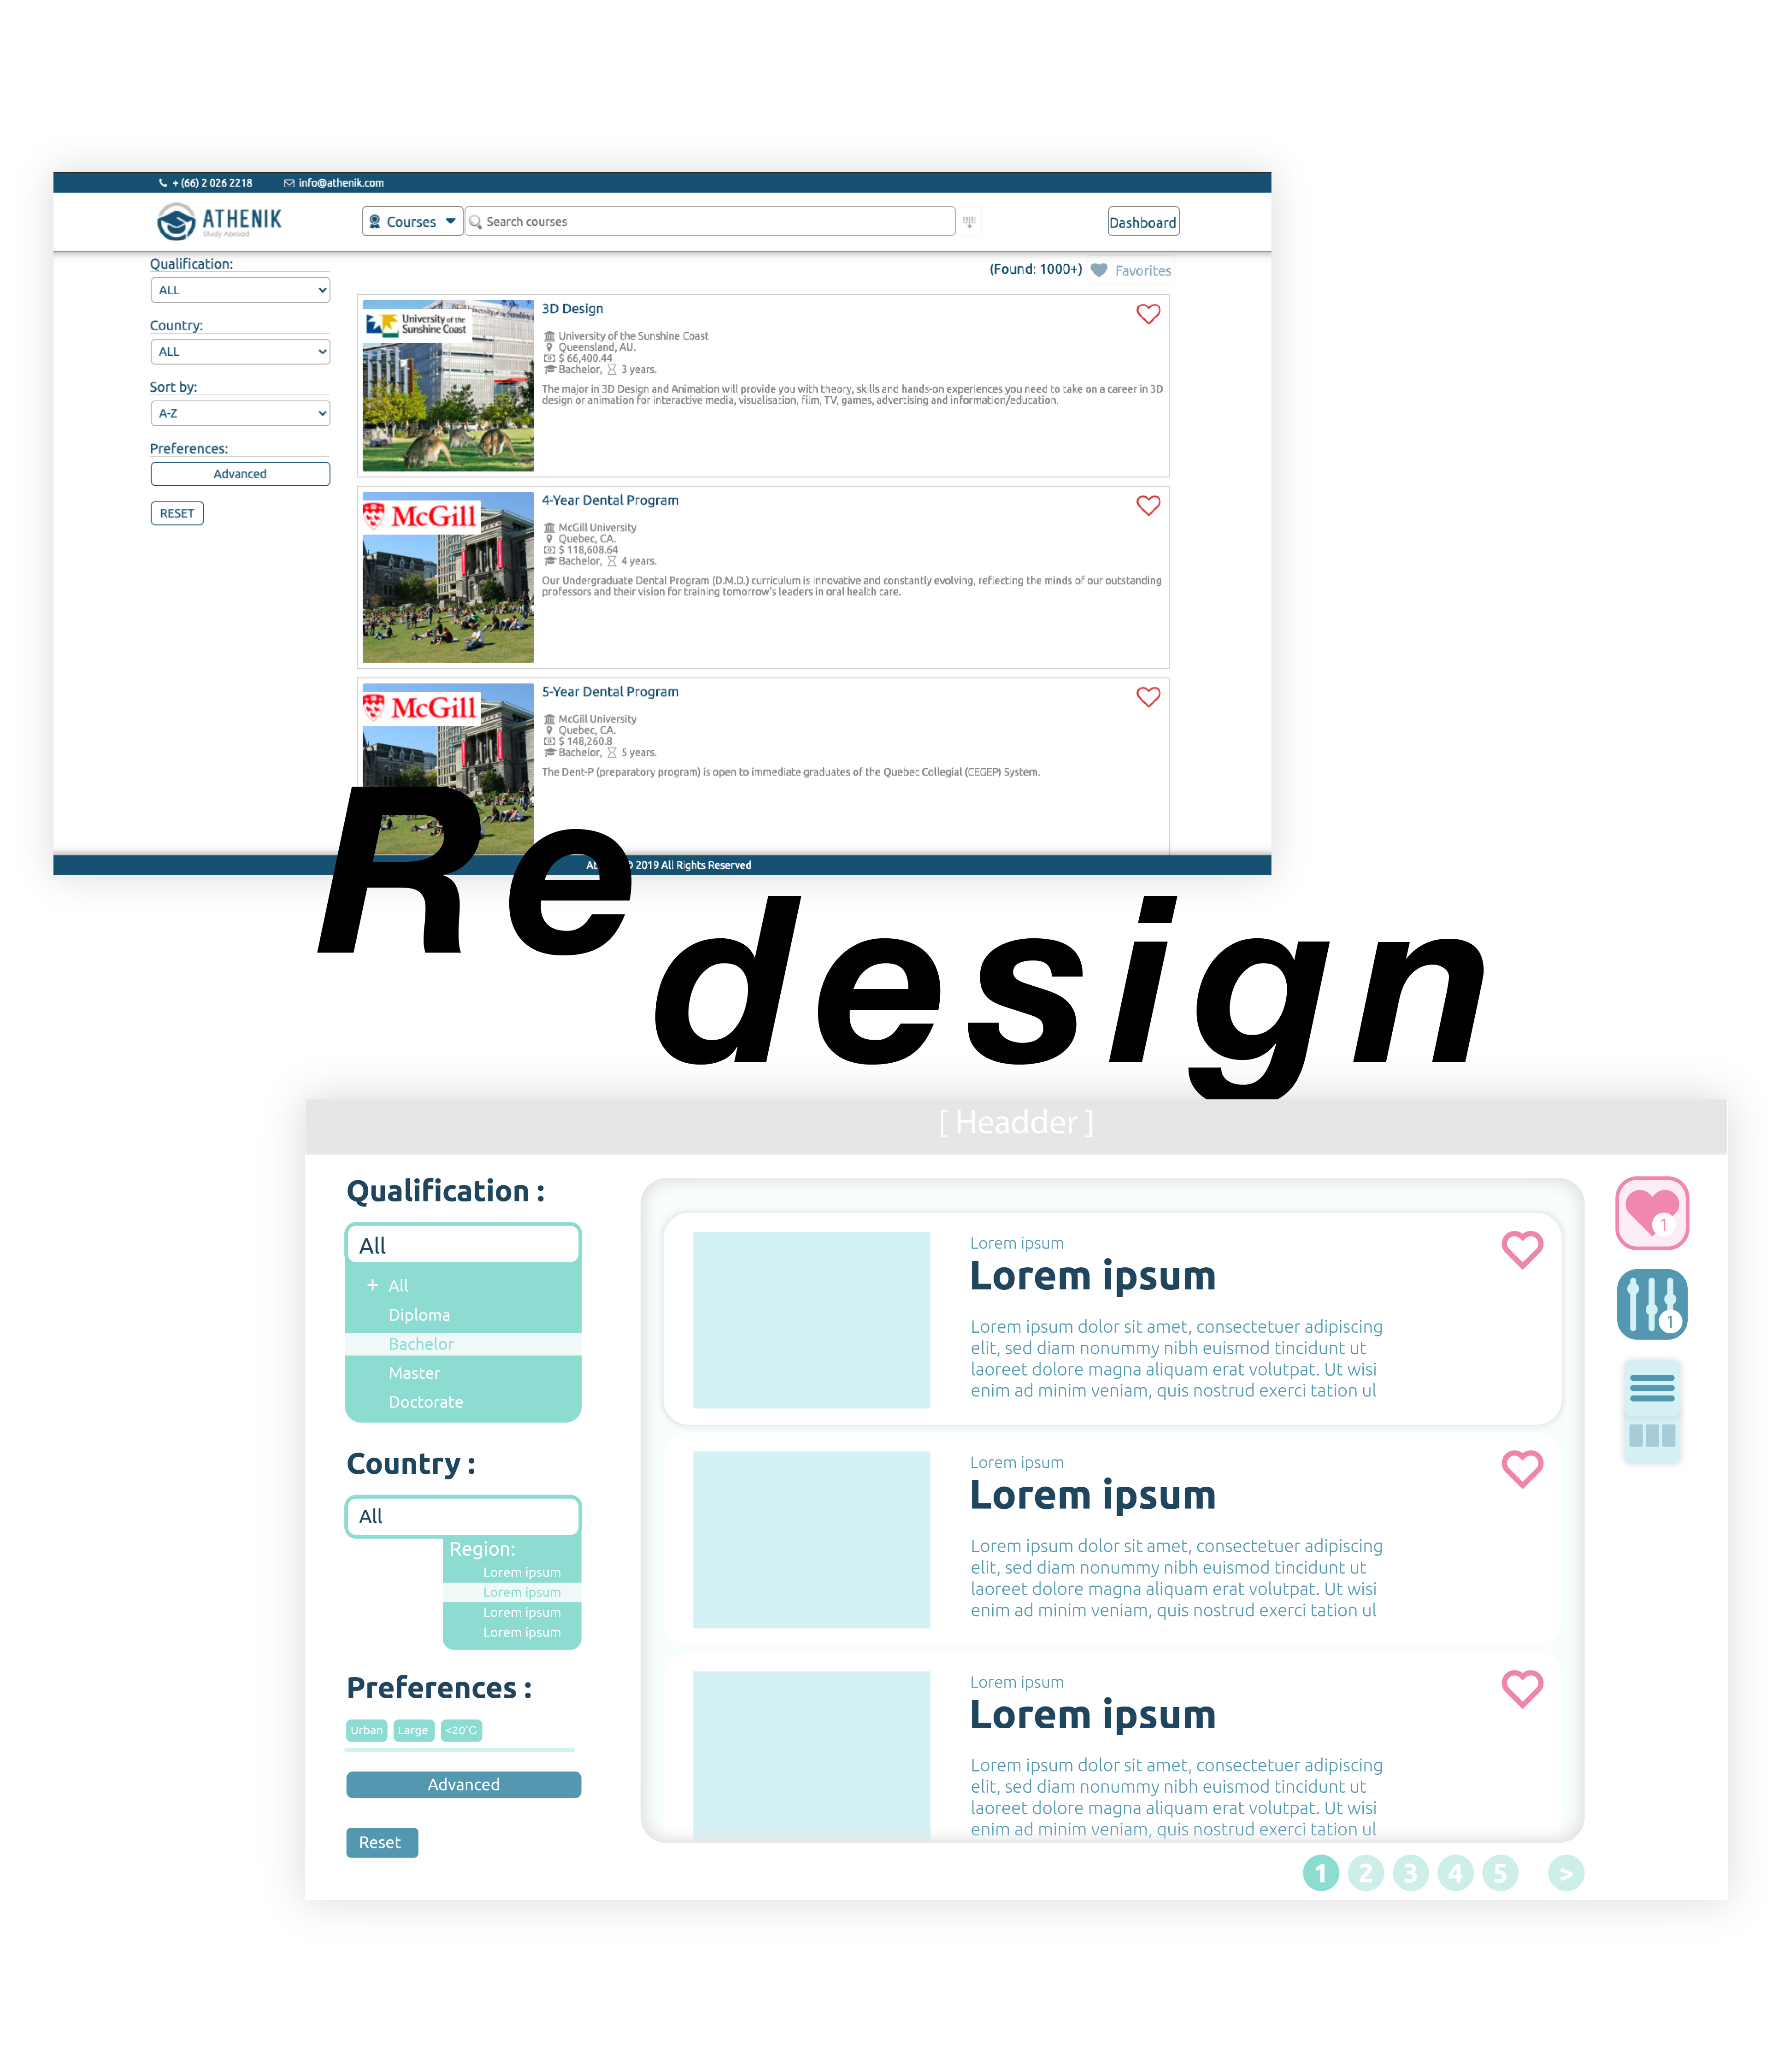 + (66) 2 026 2218 info@athenik.com
ATHENIK
Study Abroad
Courses Search courses Dashboard
Qualification:
ALL
Country:
ALL
Sort by:
A-Z
Preferences:
Advanced
RESET
(Found: 1000+) Favorites
University of the
Sunshine Coast
3D Design
University of the Sunshine Coast
Queensland, AU.
$ 66,400.44
Bachelor, 3 years.
The major in 3D Design and Animation will provide you with theory, skills and hands-on experiences you need to take on a career in 3D
design or animation for interactive media, visualisation, film, TV, games, advertising and information/education.
McGill
4-Year Dental Program
McGill University
Quebec, CA.
$ 118,608.64
Bachelor, 4 years.
Our Undergraduate Dental Program (D.M.D.) curriculum is innovative and constantly evolving, reflecting the minds of our outstanding
professors and their vision for training tomorrow's leaders in oral health care.
McGill
5-Year Dental Program
McGill University
Quebec, CA.
$ 148,260.8
Bachelor, 5 years.
The Dent-P (preparatory program) is open to immediate graduates of the Quebec Collegial (CEGEP) System.
2019 All Rights Reserved
Re
design
[ Headder ]
Qualification :
All
+ All
Diploma
Bachelor
Master
Doctorate
Country :
All
Region:
Lorem ipsum
Lorem ipsum
Lorem ipsum
Lorem ipsum
Preferences :
Urban Large <20°C
Advanced
Reset
Lorem ipsum
Lorem ipsum
Lorem ipsum dolor sit amet, consectetuer adipiscing
elit, sed diam nonummy nibh euismod tincidunt ut
laoreet dolore magna aliquam erat volutpat. Ut wisi
enim ad minim veniam, quis nostrud exerci tation ul
Lorem ipsum
Lorem ipsum
Lorem ipsum dolor sit amet, consectetuer adipiscing
elit, sed diam nonummy nibh euismod tincidunt ut
laoreet dolore magna aliquam erat volutpat. Ut wisi
enim ad minim veniam, quis nostrud exerci tation ul
Lorem ipsum
Lorem ipsum
Lorem ipsum dolor sit amet, consectetuer adipiscing
elit, sed diam nonummy nibh euismod tincidunt ut
laoreet dolore magna aliquam erat volutpat. Ut wisi
enim ad minim veniam, quis nostrud exerci tation ul
1
1
1 2 3 4 5 >